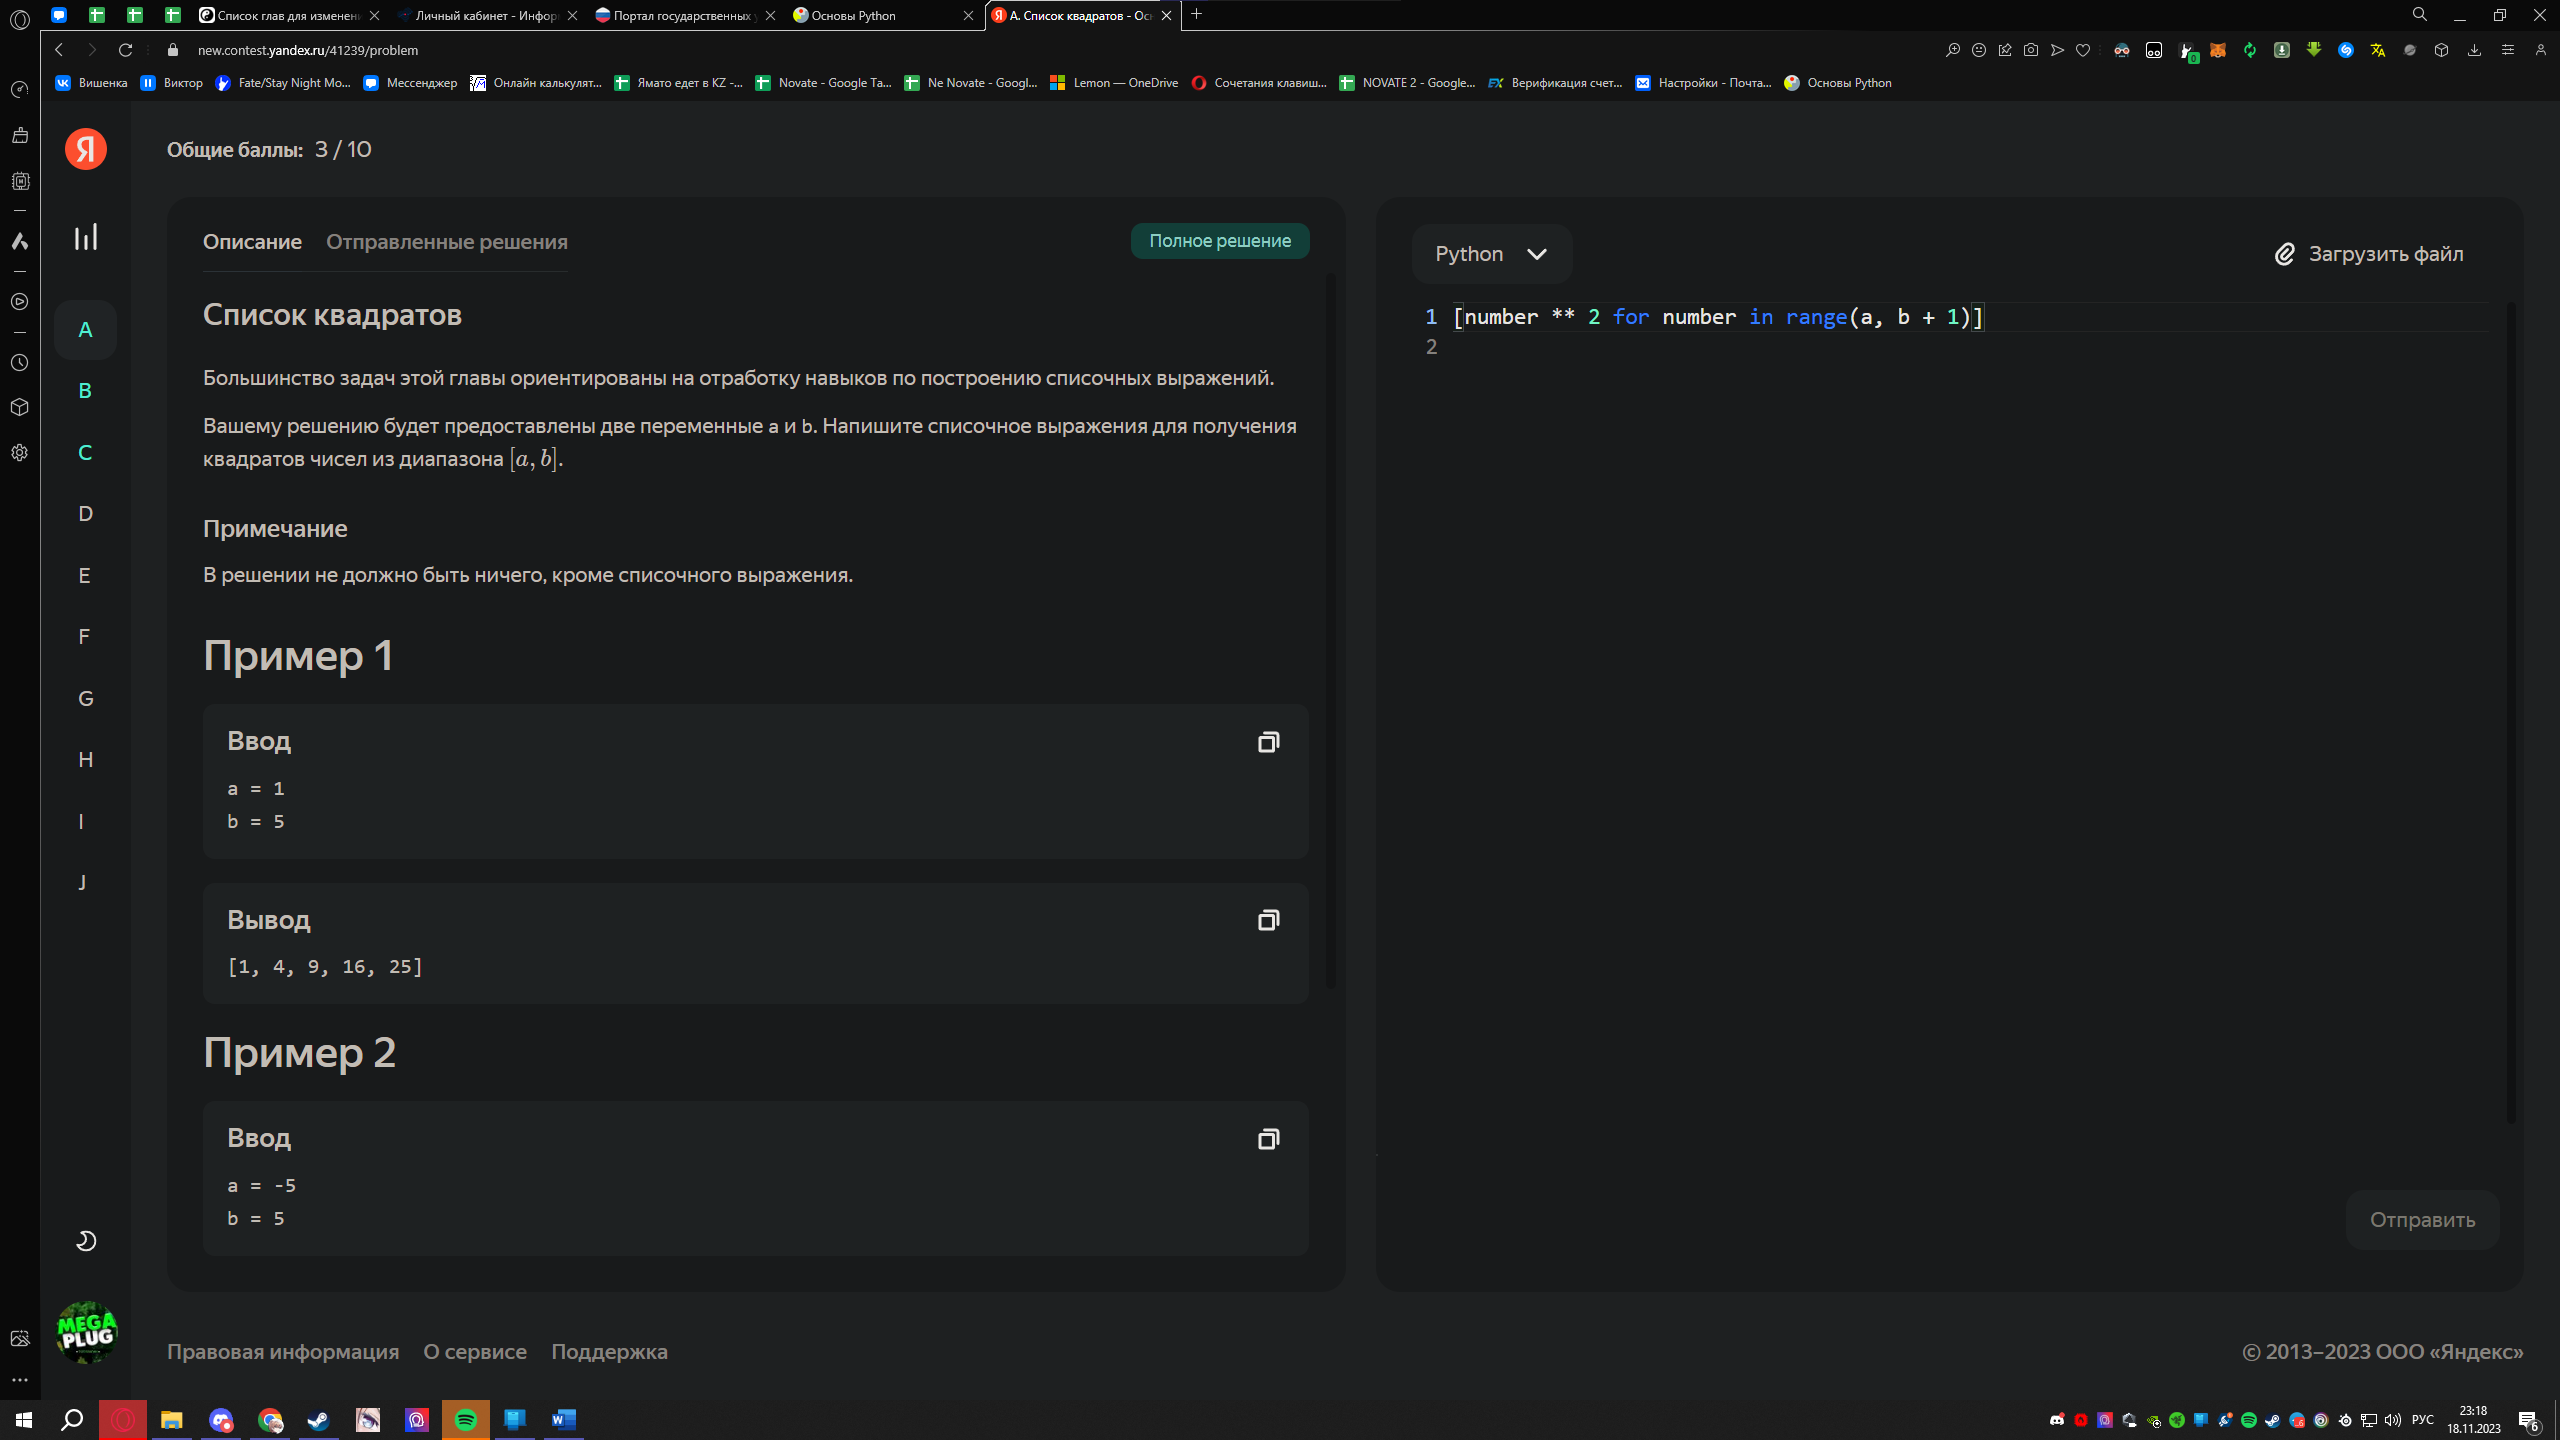 Список глав для изменени
Личный кабинет - Инфор
Портал государственных у
Основы Python
А. Список квадратов - Осн
new.contest.yandex.ru/41239/problem
Вишенка
Виктор
Fate/Stay Night Mo...
Мессенджер
Онлайн калькулят...
Ямато едет в KZ -...
Novate - Google Та...
Ne Novate - Googl...
Lemon — OneDrive
Сочетания клавиш...
NOVATE 2 - Google...
Верификация счет...
Настройки - Почта...
Основы Python
Я
Общие баллы: 3 / 10
A
B
C
D
E
F
G
H
I
J
MEGA
PLUG
Описание Отправленные решения Полное решение
Список квадратов
Большинство задач этой главы ориентированы на отработку навыков по построению списочных выражений.
Вашему решению будет предоставлены две переменные a и b. Напишите списочное выражения для получения
квадратов чисел из диапазона [a, b].
Примечание
В решении не должно быть ничего, кроме списочного выражения.
Пример 1
Ввод
a = 1
b = 5
Вывод
[1, 4, 9, 16, 25]
Пример 2
Ввод
a = -5
b = 5
Python
Загрузить файл
1 [number ** 2 for number in range(a, b + 1)]
2
Отправить
Правовая информация О сервисе Поддержка
© 2013–2023 ООО «Яндекс»
РУС
23:18
18.11.2023
6